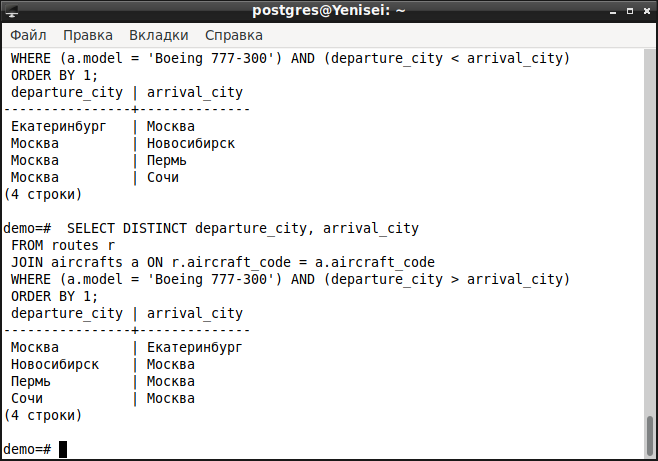 postgres@Yenisei: ~
Файл Правка Вкладки Справка
WHERE (a.model = 'Boeing 777-300') AND (departure_city < arrival_city)
ORDER BY 1;
departure_city | arrival_city
----------------+--------------
Екатеринбург | Москва
Москва | Новосибирск
Москва | Пермь
Москва | Сочи
(4 строки)
demo=#  SELECT DISTINCT departure_city, arrival_city
FROM routes r
JOIN aircrafts a ON r.aircraft_code = a.aircraft_code
WHERE (a.model = 'Boeing 777-300') AND (departure_city > arrival_city)
ORDER BY 1;
departure_city | arrival_city
----------------+--------------
Москва | Екатеринбург
Новосибирск | Москва
Пермь | Москва
Сочи | Москва
(4 строки)
demo=#